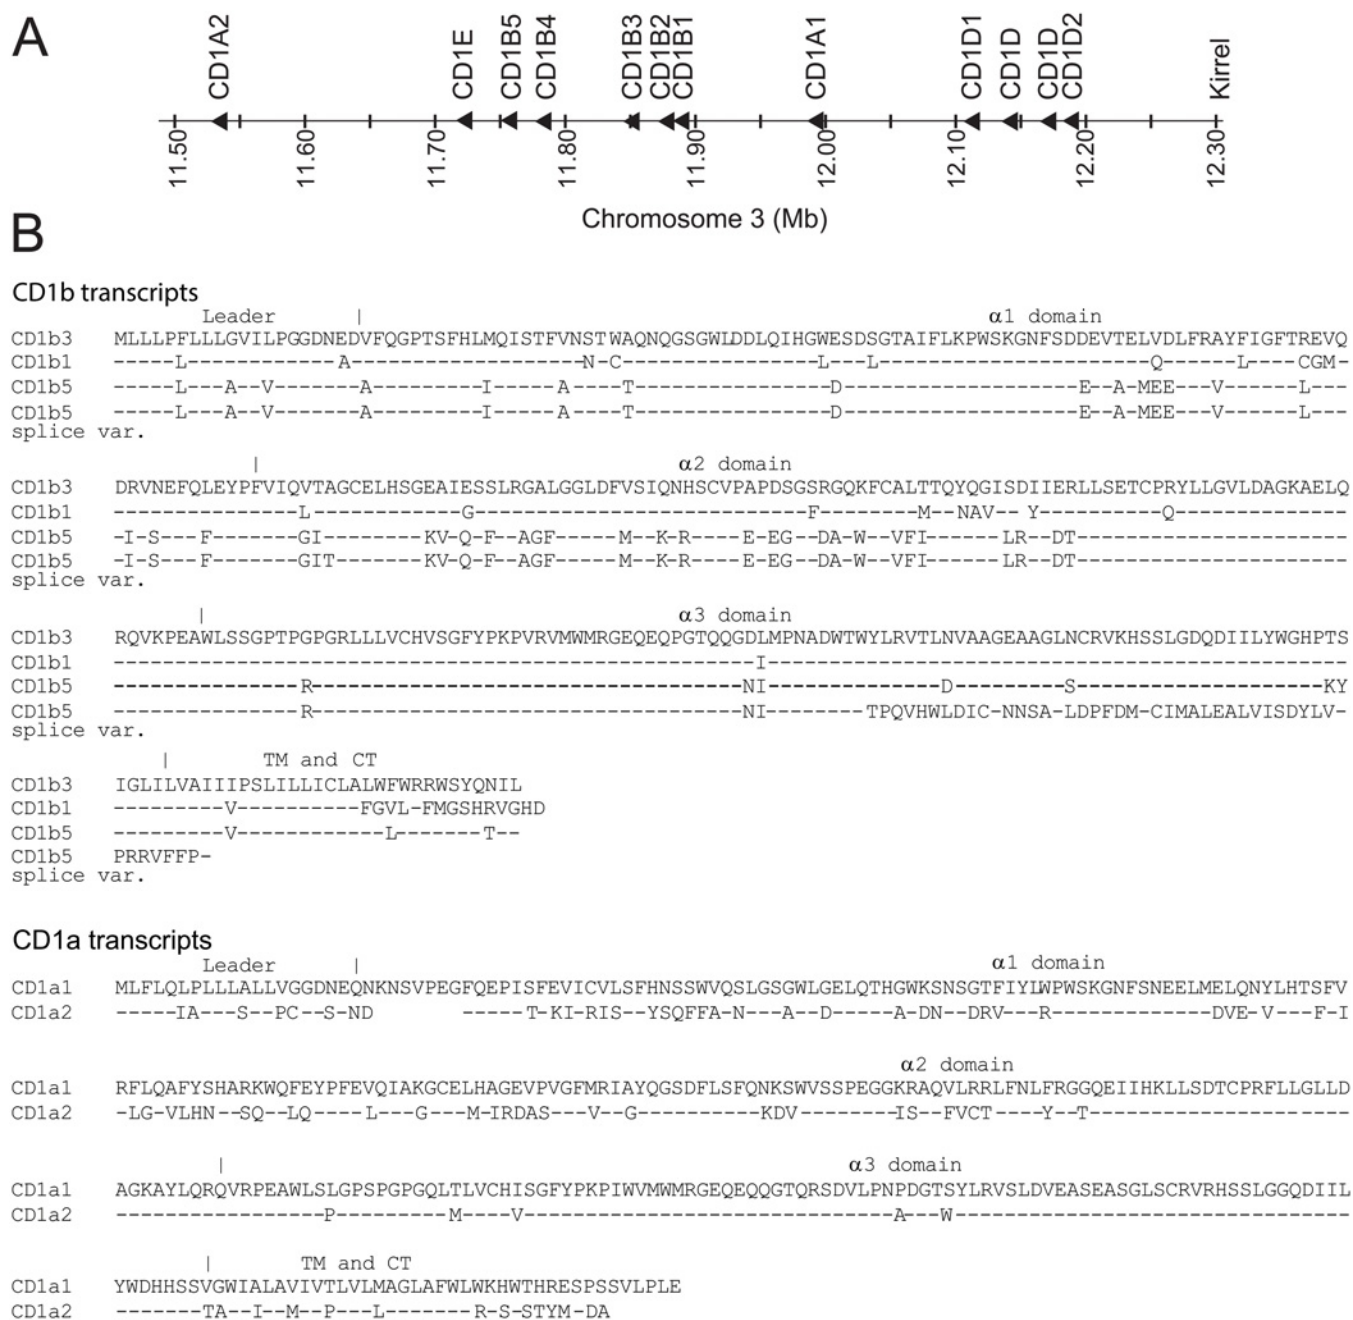 A
CD1A2 CD1E CD1B5 CD1B4 CD1B3 CD1B2 CD1B1 CD1A1 CD1D1 CD1D CD1D CD1D2 Kirrel
11.50 11.60 11.70 11.80 11.90 12.00 12.10 12.20 12.30
Chromosome 3 (Mb)
B
CD1b transcripts
Leader | α1 domain
CD1b3 MLLLPFLLLGVILPGGDNEDVFQGPTSFHLMQISTFVNSTWAQNQGSGWLDDLQIHGWESDSGTAIFLKPWSKGNFSDDEVTELVDLFRAYFIGFTREVQ
CD1b1 -----L------------A-------------------N-C----------------L---L----------------------Q------L----CGM-
CD1b5 -----L---A--V-------A---------I-----A----T----------------D-------------------E--A-MEE---V------L---
CD1b5 -----L---A--V-------A---------I-----A----T----------------D-------------------E--A-MEE---V------L---
splice var.
| α2 domain
CD1b3 DRVNEFQLEYPFVIQVTAGCELHSGEAIESSLRGALGGLDFVSIQNHSCVPAPDSGSRGQKFCALTTQYQGISDIIERLLSETCPRYLLGVLDAGKAELQ
CD1b1 ---------------L------------G---------------------------F--------M--NAV-- Y----------Q--------------
CD1b5 -I-S---F-------GI--------KV-Q-F--AGF-----M--K-R----E-EG--DA-W--VFI------LR--DT----------------------
CD1b5 -I-S---F-------GIT-------KV-Q-F--AGF-----M--K-R----E-EG--DA-W--VFI------LR--DT----------------------
splice var.
| α3 domain
CD1b3 RQVKPEAWLSSGPTPGPGRLLLVCHVSGFYPKPVRVMWMRGEQEQPGTQQGDLMPNADWTWYLRVTLNVAAGEAAGLNCRVKHSSLGDQDIILYWGHPTS
CD1b1 ----------------------------------------------------I-----------------------------------------------
CD1b5 ---------------R-----------------------------------NI--------------D---------S--------------------KY
CD1b5 ---------------R-----------------------------------NI--------TPQVHWLDIC-NNSA-LDPFDM-CIMALEALVISDYLV-
splice var.
| TM and CT
CD1b3 IGLILVAIIIPSLILLICLALWFWRRWSYQNIL
CD1b1 ---------V----------FGVL-FMGSHRVGHD
CD1b5 ---------V------------L-------T--
CD1b5 PRRVFFP-
splice var.
CD1a transcripts
Leader | α1 domain
CD1a1 MLFLQLPLLLALLVGGDNEQNKNSVPEGFQEPISFEVICVLSFHNSSWVQSLGSGWLGELQTHGWKSNSGTFIYLWPWSKGNFSNEELMELQNYLHTSFV
CD1a2 -----IA---S--PC--S-ND -----T-KI-RIS--YSQFFA-N---A--D-----A-DN--DRV---R-------------DVE-V---F-I
α2 domain
CD1a1 RFLQAFYSHARKWQFEYPFEVQIAKGCELHAGEVPVGFMRIAYQGSDFLSFQNKSWVSSPEGGKRAQVLRRLFNLFRGGQEIIHKLLSDTCPRFLLGLLD
CD1a2 -LG-VLHN--SQ--LQ----L---G---M-IRDAS---V--G----------KDV--------IS--FVCT----Y--T---------------------
| α3 domain
CD1a1 AGKAYLQRQVRPEAWLSLGPSPGPGQLTLVCHISGFYPKPIWVMWMRGEQEQQGTQRSDVLPNPDGTSYLRVSLDVEASEASGLSCRVRHSSLGGQDIIL
CD1a2 -----------------P---------M----V------------------------------A---W--------------------------------
| TM and CT
CD1a1 YWDHHSSVGWIALAVIVTLVLMAGLAFWLWKHWTHRESPSSVLPLE
CD1a2 -------TA--I--M--P---L-------R-S-STYM-DA